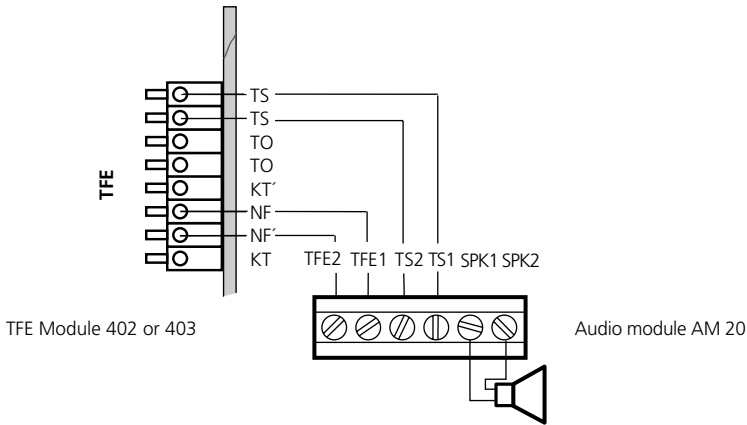 TS
TS
TO
TO
KT´
NF
NF´
KT
TFE
TFE2 TFE1 TS2 TS1 SPK1 SPK2
TFE Module 402 or 403
Audio module AM 20